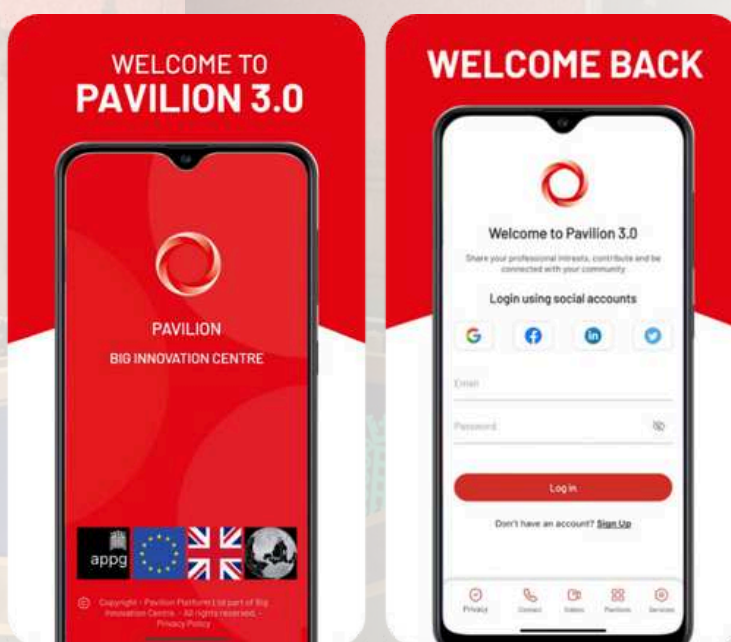 WELCOME TO
PAVILION 3.0
PAVILION
BIG INNOVATION CENTRE
appg
© Copyright - Pavilion Platform Ltd part of Big
Innovation Centre. - All rights reserved. -
Privacy Policy
WELCOME BACK
Welcome to Pavilion 3.0
Share your professional intrests, contribute and be
connected with your community
Login using social accounts
G f in
Email
Password
Log in
Don't have an account? Sign Up
Privacy Contact Videos Pavilions Services